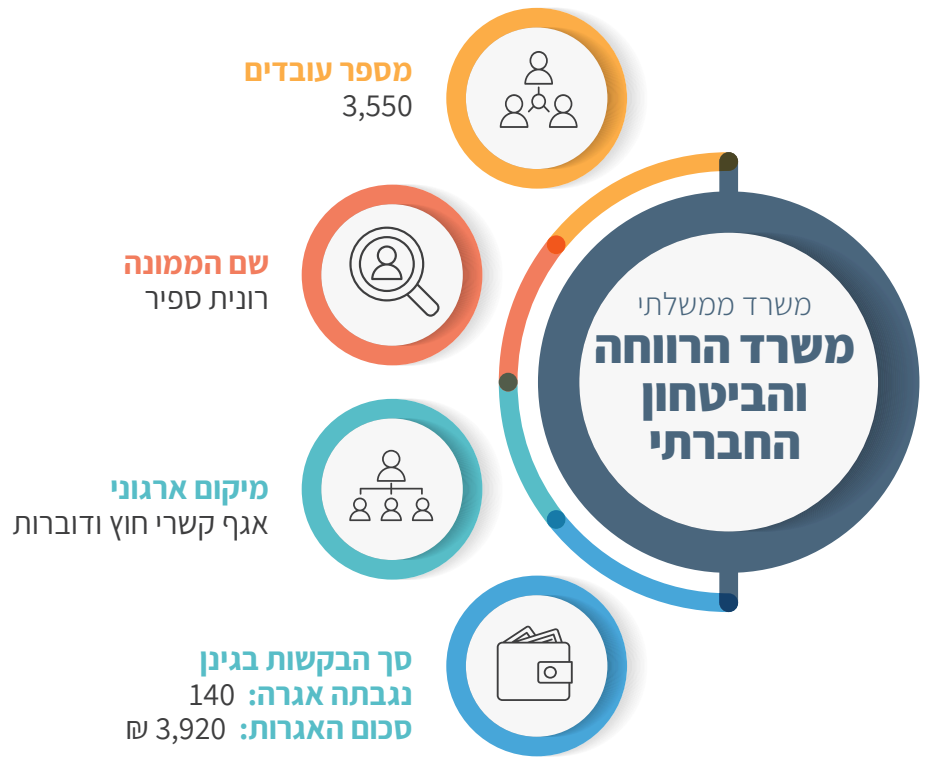 משרד ממשלתי
משרד הרווחה
והביטחון
החברתי
מספר עובדים
3,550
שם הממונה
רונית ספיר
מיקום ארגוני
אגף קשרי חוץ ודוברות
סך הבקשות בגינן
נגבתה אגרה: 140
סכום האגרות: 3,920 ₪